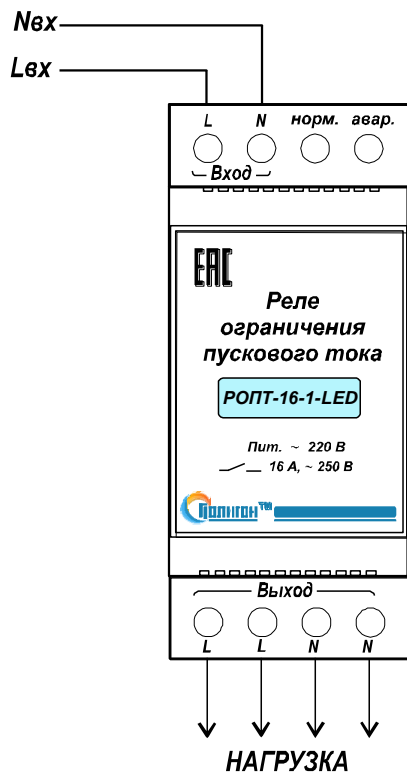 Nвх
Lвх
L N норм. авар.
Вход
EAC
Реле
ограничения
пускового тока
РОПТ-16-1-LED
Пит. ~ 220 В
16 А, ~ 250 В
Полигон™
Выход
L L N N
НАГРУЗКА